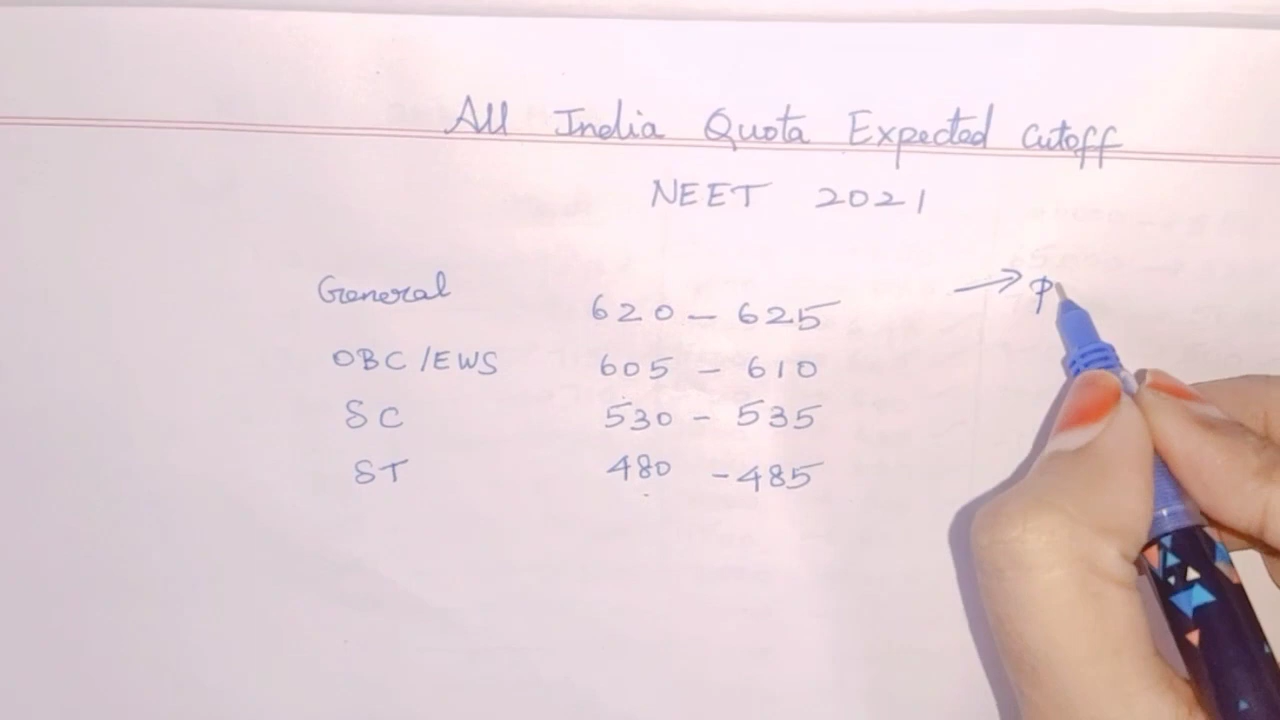 All India Quota Expected Cutoff
NEET 2021
General 620 - 625 → p
OBC/EWS 605 - 610
SC 530 - 535
ST 480 - 485